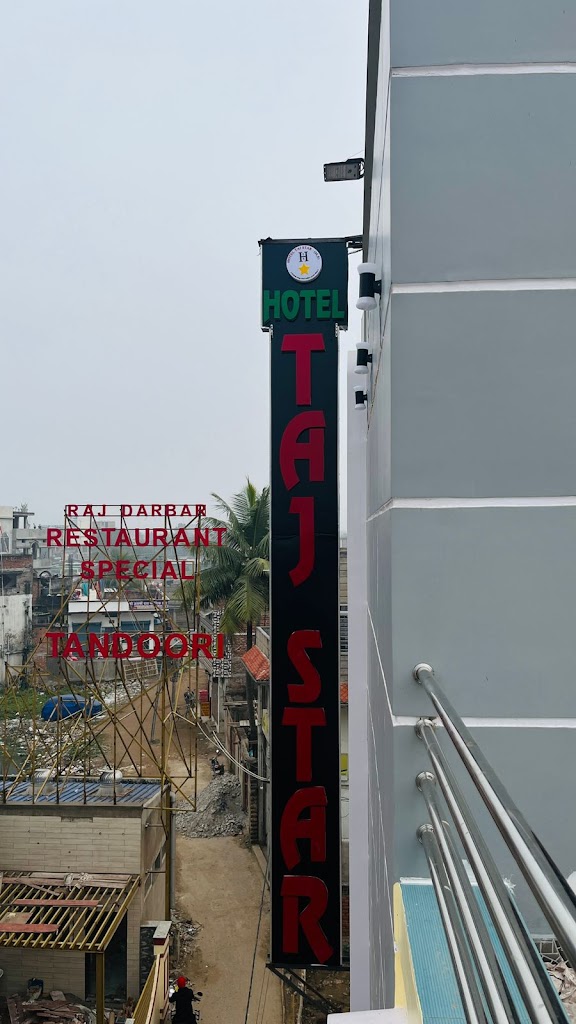 H
HOTEL
TAJ STAR
RAJ DARBAR
RESTAURANT
SPECIAL
TANDOORI